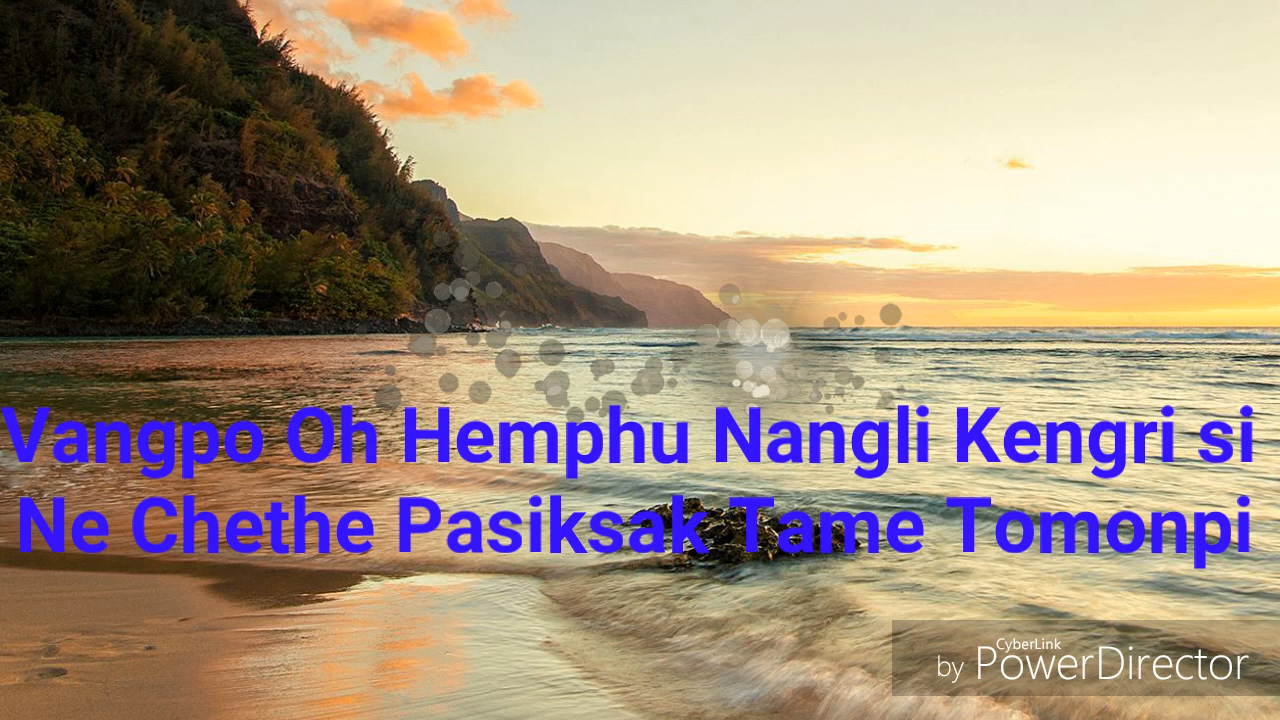 Vangpo Oh Hemphu Nangli Kengri si
Ne Chethe Pasiksak Tame Tomonpi
CyberLink
by PowerDirector